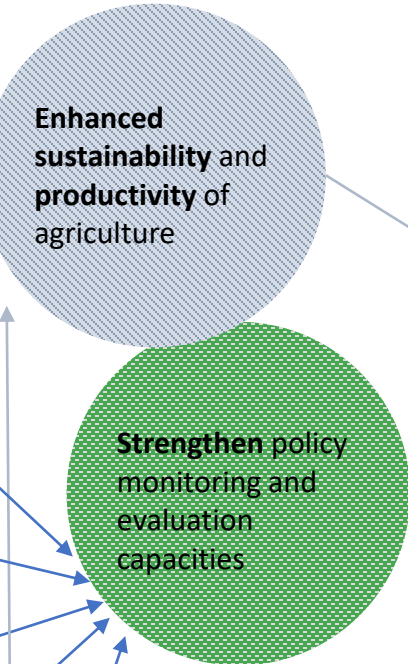 Enhanced
sustainability and
productivity of
agriculture
Strengthen policy
monitoring and
evaluation
capacities